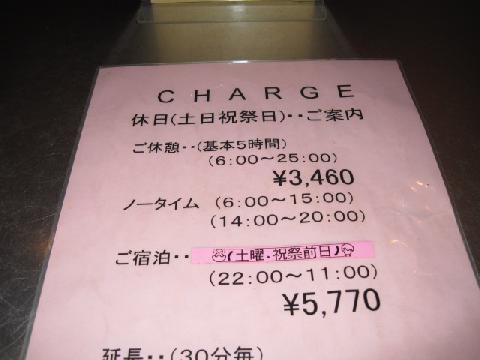 CHARGE
休日(土日祝祭日)・・ご案内
ご休憩・・(基本5時間)
(6:00～25:00)
¥3,460
ノータイム (6:00～15:00)
(14:00～20:00)
ご宿泊・・(土曜・祝祭前日)
(22:00～11:00)
¥5,770
延長・・(30分毎)